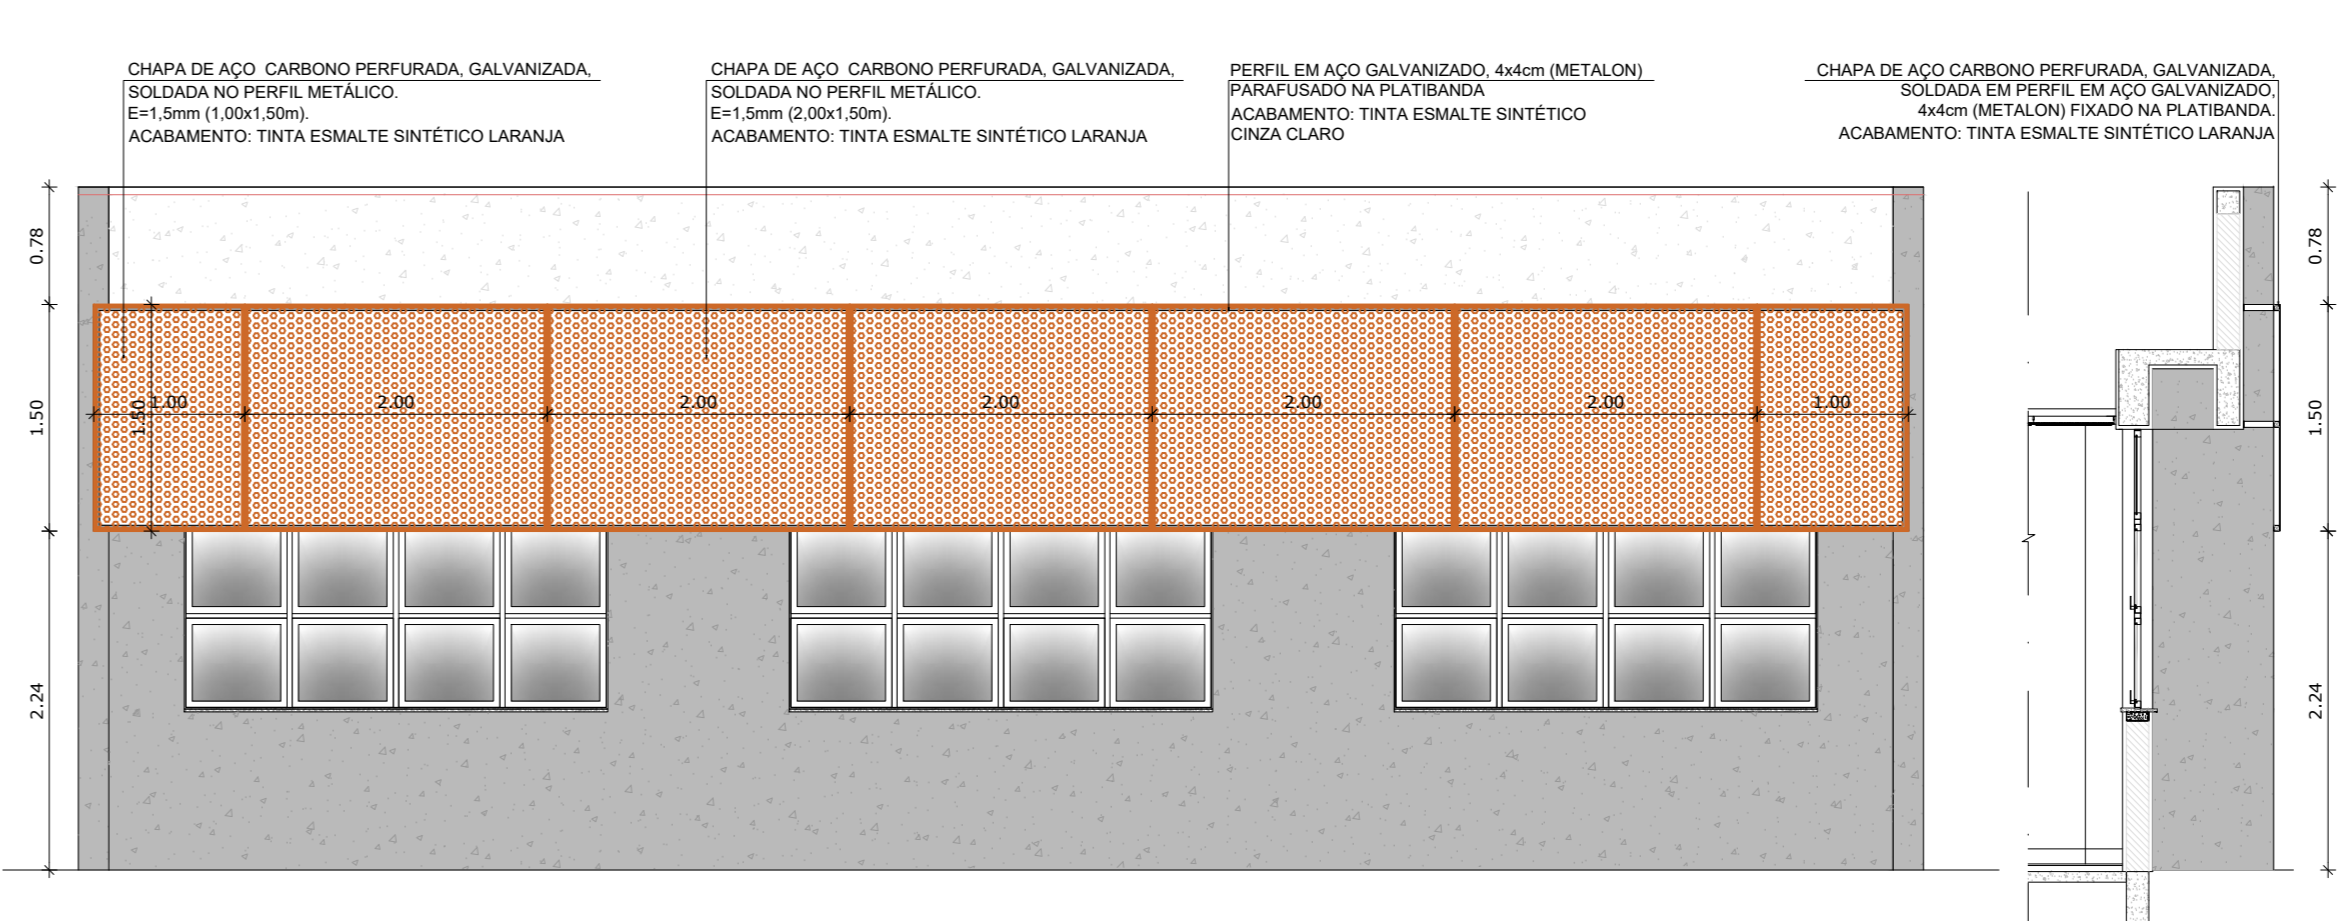 CHAPA DE AÇO  CARBONO PERFURADA, GALVANIZADA,
SOLDADA NO PERFIL METÁLICO.
E=1,5mm (1,00x1,50m).
ACABAMENTO: TINTA ESMALTE SINTÉTICO LARANJA
CHAPA DE AÇO  CARBONO PERFURADA, GALVANIZADA,
SOLDADA NO PERFIL METÁLICO.
E=1,5mm (2,00x1,50m).
ACABAMENTO: TINTA ESMALTE SINTÉTICO LARANJA
PERFIL EM AÇO GALVANIZADO, 4x4cm (METALON)
PARAFUSADO NA PLATIBANDA
ACABAMENTO: TINTA ESMALTE SINTÉTICO
CINZA CLARO
CHAPA DE AÇO CARBONO PERFURADA, GALVANIZADA,
SOLDADA EM PERFIL EM AÇO GALVANIZADO,
4x4cm (METALON) FIXADO NA PLATIBANDA.
ACABAMENTO: TINTA ESMALTE SINTÉTICO LARANJA
0.78
1.50
2.24
1.50
1.00
2.00
2.00
2.00
2.00
2.00
1.00
0.78
1.50
2.24